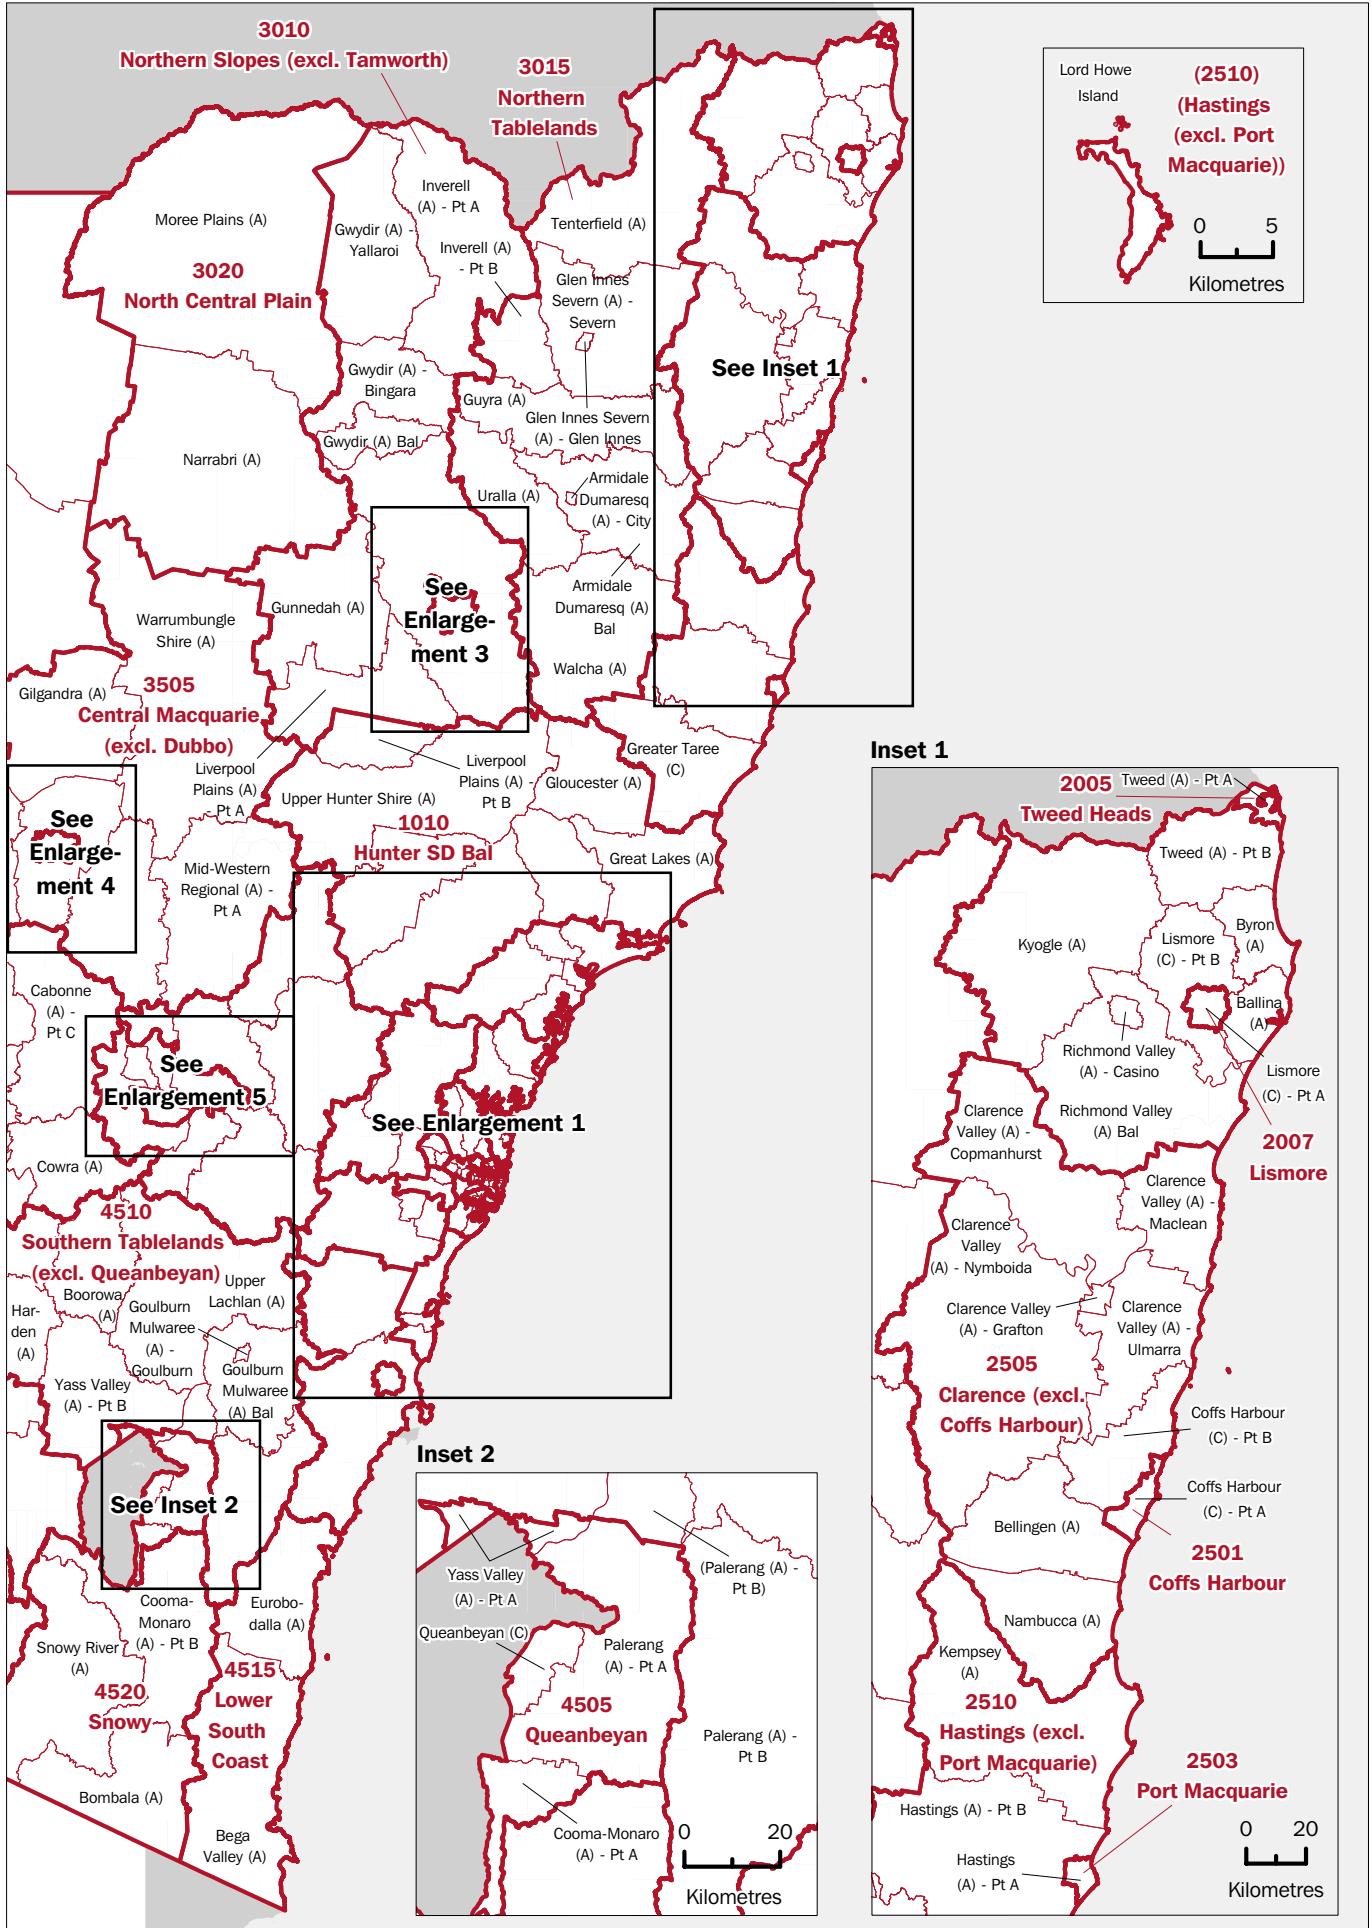 3010
Northern Slopes (excl. Tamworth)
3015
Northern
Tablelands
Lord Howe
Island
(2510)
(Hastings
(excl. Port
Macquarie))
0 5
Kilometres
Moree Plains (A)
3020
North Central Plain
Gwydir (A) -
Yallaroi
Inverell
(A) - Pt A
Inverell (A)
- Pt B
Tenterfield (A)
Glen Innes
Severn (A) -
Severn
See Inset 1
Gwydir (A) -
Bingara
Guyra (A)
Glen Innes Severn
(A) - Glen Innes
Gwydir (A) Bal
Narrabri (A)
Uralla (A)
Armidale
Dumaresq
(A) - City
See
Enlarge-
ment 3
Armidale
Dumaresq (A)
Bal
Gunnedah (A)
Warrumbungle
Shire (A)
Walcha (A)
Gilgandra (A)
3505
Central Macquarie
(excl. Dubbo)
Liverpool
Plains (A)
- Pt A
Liverpool
Plains (A) -
Pt B
Gloucester (A)
Greater Taree
(C)
Upper Hunter Shire (A)
1010
Hunter SD Bal
Great Lakes (A)
See
Enlarge-
ment 4
Mid-Western
Regional (A) -
Pt A
Cabonne
(A) -
Pt C
See
Enlargement 5
See Enlargement 1
Cowra (A)
4510
Southern Tablelands
(excl. Queanbeyan)
Boorowa
(A)
Upper
Lachlan (A)
Har-
den
(A)
Goulburn
Mulwaree
(A) -
Goulburn
Goulburn
Mulwaree
(A) Bal
Yass Valley
(A) - Pt B
See Inset 2
Cooma-
Monaro
(A) - Pt B
Eurobo-
dalla (A)
Snowy River
(A)
4520
Snowy
4515
Lower
South
Coast
Bombala (A)
Bega
Valley (A)
Inset 2
Yass Valley
(A) - Pt A
(Palerang (A) -
Pt B)
Queanbeyan (C)
Palerang
(A) - Pt A
4505
Queanbeyan
Palerang (A) -
Pt B
Cooma-Monaro
(A) - Pt A
0 20
Kilometres
Inset 1
2005
Tweed Heads
Tweed (A) - Pt A
Tweed (A) - Pt B
Kyogle (A)
Lismore
(C) - Pt B
Byron
(A)
Ballina
(A)
Richmond Valley
(A) - Casino
Lismore
(C) - Pt A
Clarence
Valley (A) -
Copmanhurst
Richmond Valley
(A) Bal
2007
Lismore
Clarence
Valley (A) -
Maclean
Clarence
Valley
(A) - Nymboida
Clarence Valley
(A) - Grafton
Clarence
Valley (A) -
Ulmarra
2505
Clarence (excl.
Coffs Harbour)
Coffs Harbour
(C) - Pt B
Coffs Harbour
(C) - Pt A
Bellingen (A)
2501
Coffs Harbour
Nambucca (A)
Kempsey
(A)
2510
Hastings (excl.
Port Macquarie)
2503
Port Macquarie
Hastings (A) - Pt B
Hastings
(A) - Pt A
0 20
Kilometres